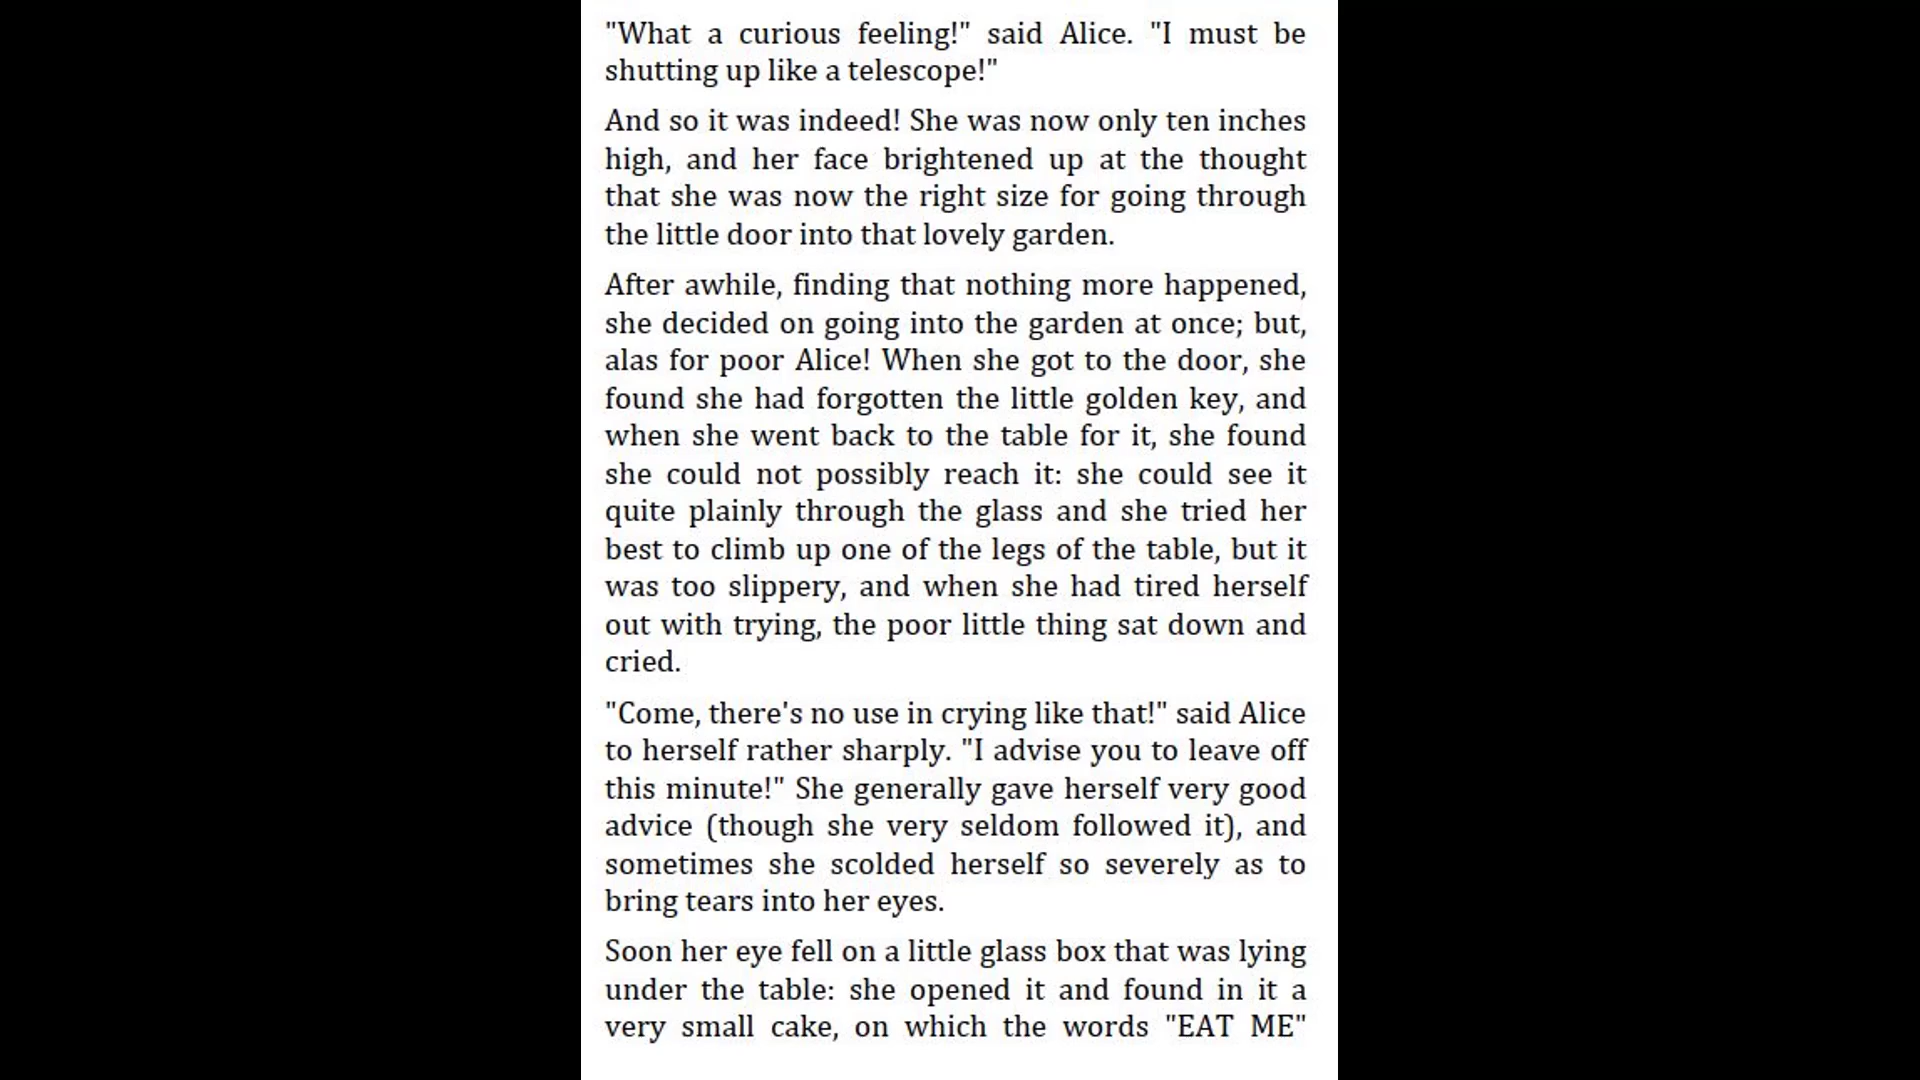 "What a curious feeling!" said Alice. "I must be
shutting up like a telescope!"
And so it was indeed! She was now only ten inches
high, and her face brightened up at the thought
that she was now the right size for going through
the little door into that lovely garden.
After awhile, finding that nothing more happened,
she decided on going into the garden at once; but,
alas for poor Alice! When she got to the door, she
found she had forgotten the little golden key, and
when she went back to the table for it, she found
she could not possibly reach it: she could see it
quite plainly through the glass and she tried her
best to climb up one of the legs of the table, but it
was too slippery, and when she had tired herself
out with trying, the poor little thing sat down and
cried.
"Come, there's no use in crying like that!" said Alice
to herself rather sharply. "I advise you to leave off
this minute!" She generally gave herself very good
advice (though she very seldom followed it), and
sometimes she scolded herself so severely as to
bring tears into her eyes.
Soon her eye fell on a little glass box that was lying
under the table: she opened it and found in it a
very small cake, on which the words "EAT ME"